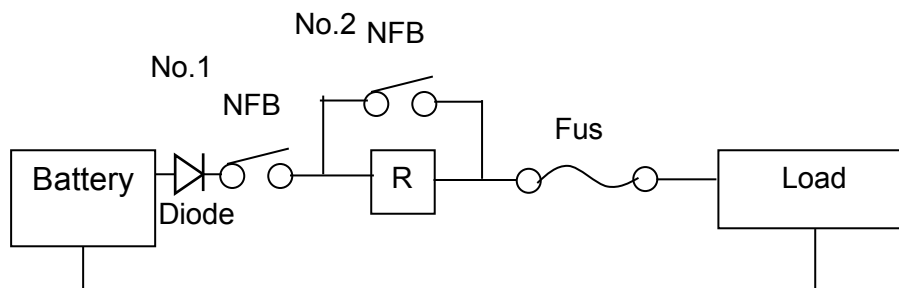 No.2 NFB
No.1
NFB
Fus
Battery
R
Load
Diode